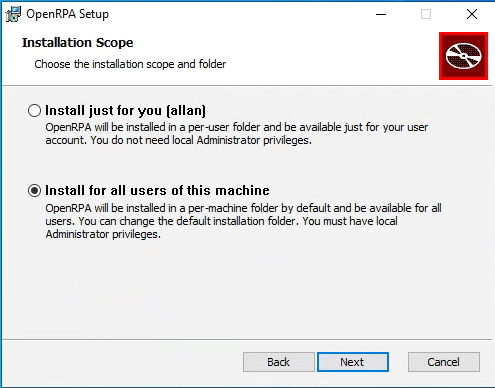 OpenRPA Setup
Installation Scope
Choose the installation scope and folder
Install just for you (allan)
OpenRPA will be installed in a per-user folder and be available just for your user
account. You do not need local Administrator privileges.
Install for all users of this machine
OpenRPA will be installed in a per-machine folder by default and be available for all
users. You can change the default installation folder. You must have local
Administrator privileges.
Back Next Cancel